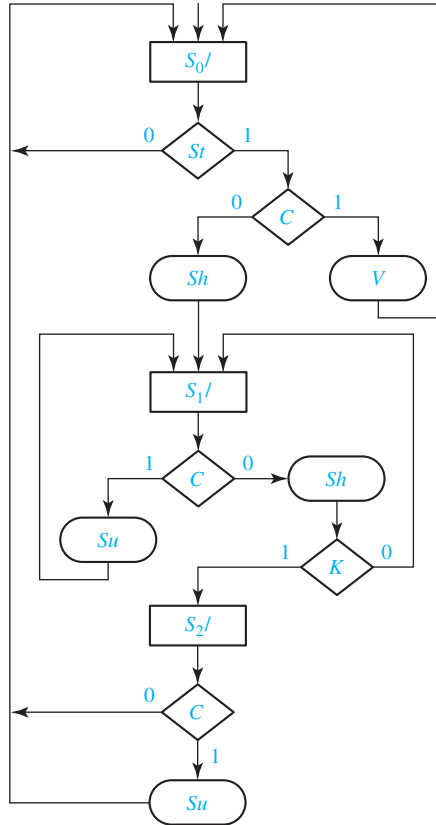 S₀/
0 St 1
0 C 1
Sh V
S₁/
1 C 0 Sh
Su
1 K 0
S₂/
0 C
1
Su